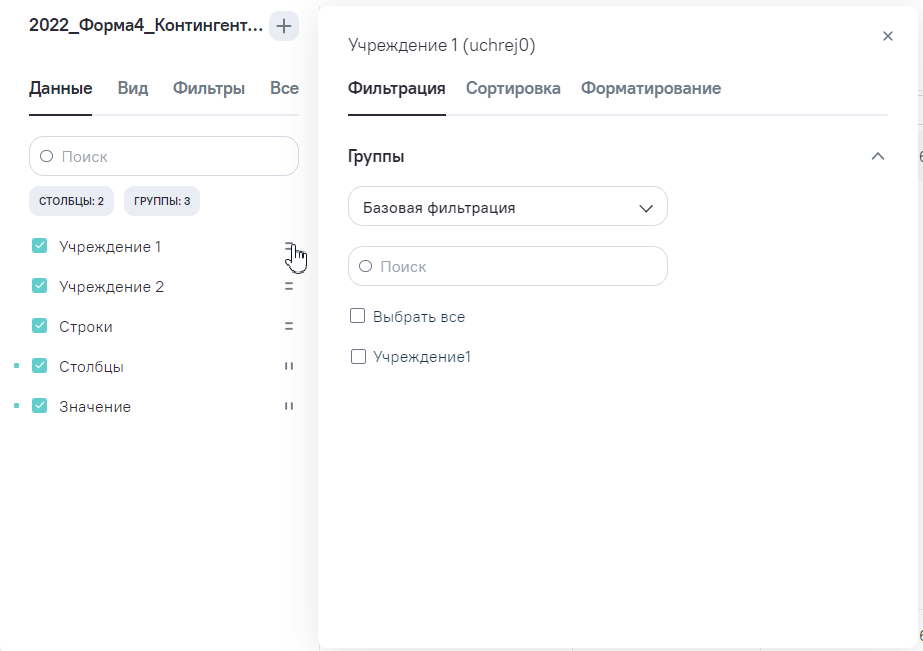 2022_Форма4_Контингент...
Данные Вид Фильтры Все
Поиск
СТОЛБЦЫ: 2 ГРУППЫ: 3
Учреждение 1
Учреждение 2
Строки
Столбцы
Значение
Учреждение 1 (uchrej0)
Фильтрация Сортировка Форматирование
Группы
Базовая фильтрация
Поиск
Выбрать все
Учреждение1